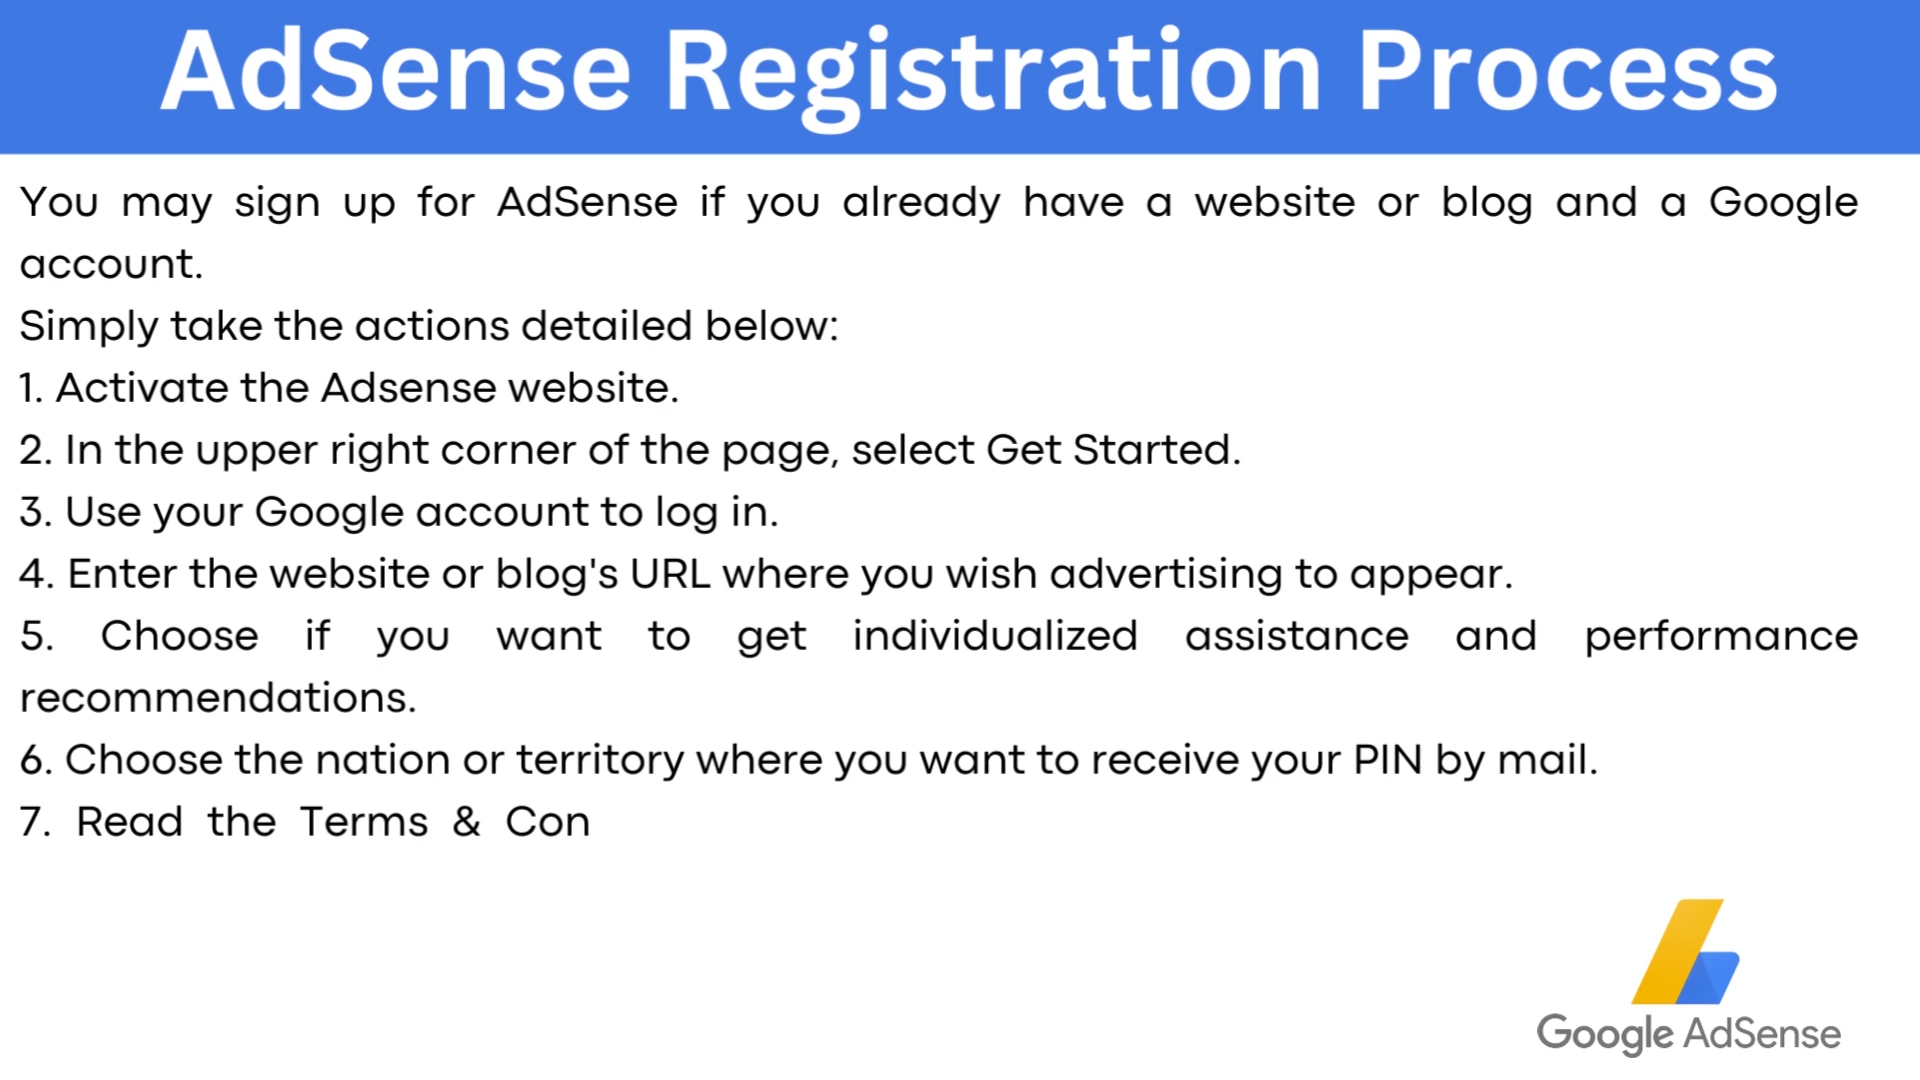 AdSense Registration Process
You may sign up for AdSense if you already have a website or blog and a Google
account.
Simply take the actions detailed below:
1. Activate the Adsense website.
2. In the upper right corner of the page, select Get Started.
3. Use your Google account to log in.
4. Enter the website or blog's URL where you wish advertising to appear.
5. Choose if you want to get individualized assistance and performance
recommendations.
6. Choose the nation or territory where you want to receive your PIN by mail.
7. Read the Terms & Con
Google AdSense